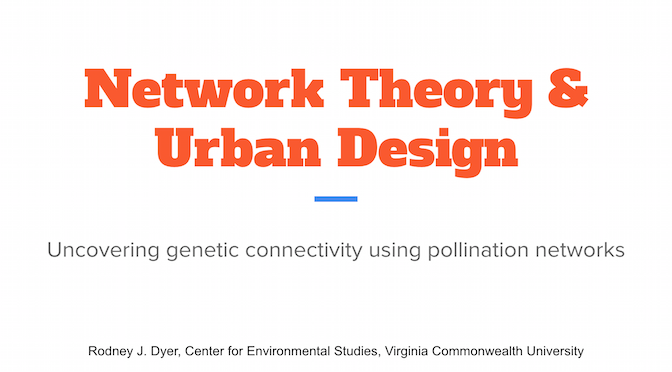 Network Theory &
Urban Design
Uncovering genetic connectivity using pollination networks
Rodney J. Dyer, Center for Environmental Studies, Virginia Commonwealth University